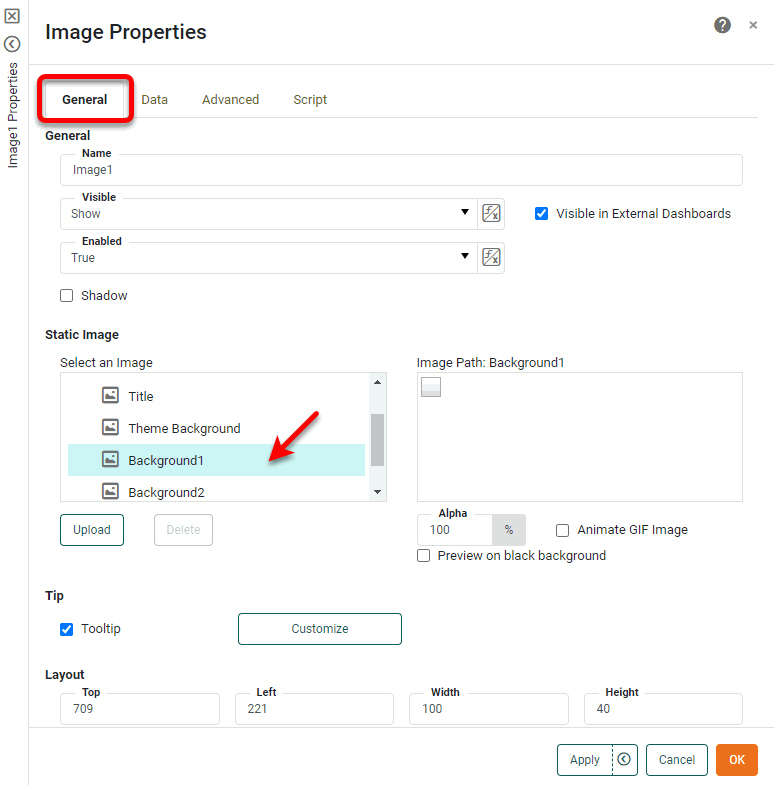 Image Properties
Image1 Properties
General Data Advanced Script
General
Name
Image1
Visible
Show
Visible in External Dashboards
Enabled
True
Shadow
Static Image
Select an Image
Image Path: Background1
Title
Theme Background
Background1
Background2
Upload
Delete
Alpha
100 %
Animate GIF Image
Preview on black background
Tip
Tooltip
Customize
Layout
Top Left Width Height
709 221 100 40
Apply Cancel OK